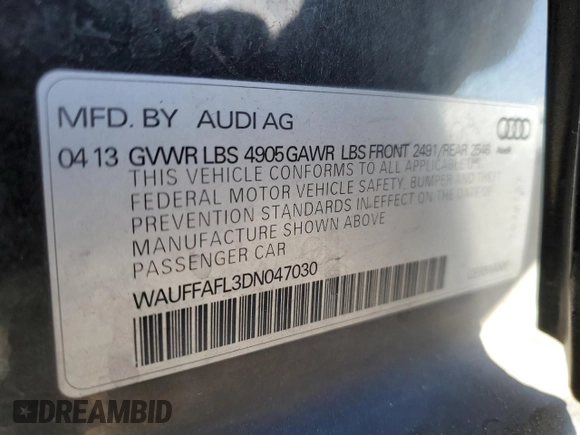 MFD. BY AUDI AG
04 13 GVWR LBS 4905 GAWR LBS FRONT 2491/REAR 2546
Audi
THIS VEHICLE CONFORMS TO ALL APPLICABLE
FEDERAL MOTOR VEHICLE SAFETY, BUMPER AND THEFT
PREVENTION STANDARDS IN EFFECT ON THE DATE OF
MANUFACTURE SHOWN ABOVE
PASSENGER CAR
WAUFFAFL3DN047030
DREAMBID